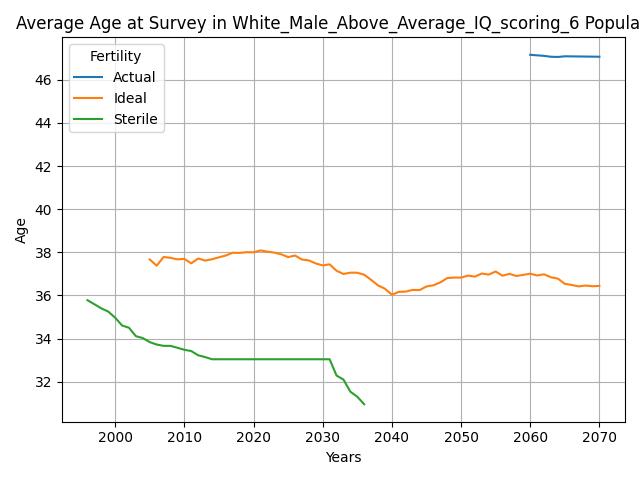 Average Age at Survey in White_Male_Above_Average_IQ_scoring_6 Popula
Fertility
Actual
Ideal
Sterile
46
44
42
40
38
36
34
32
Age
2000 2010 2020 2030 2040 2050 2060 2070
Years